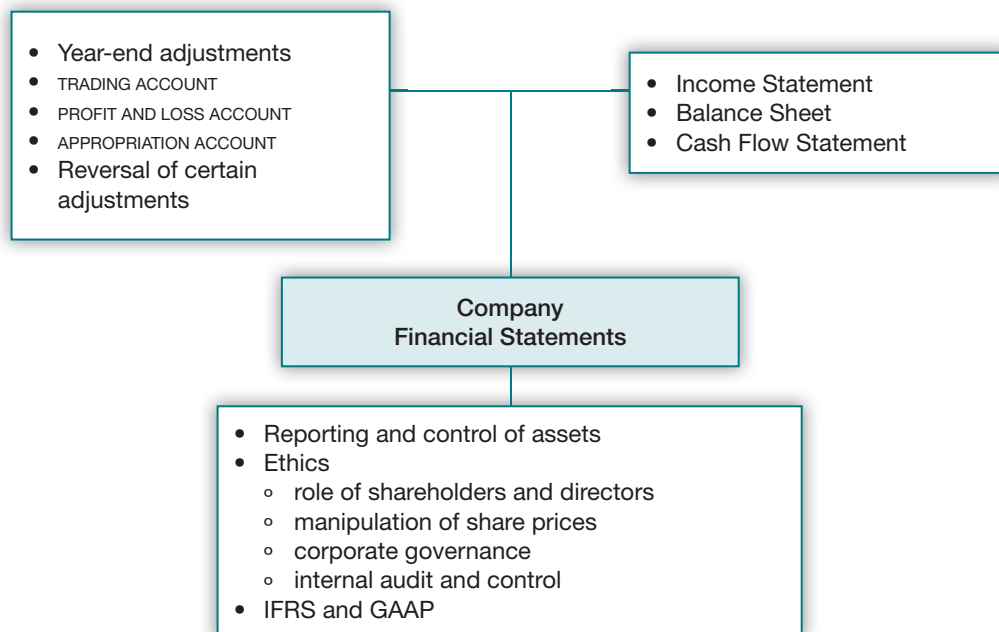 • Year-end adjustments
• TRADING ACCOUNT
• PROFIT AND LOSS ACCOUNT
• APPROPRIATION ACCOUNT
• Reversal of certain
adjustments
• Income Statement
• Balance Sheet
• Cash Flow Statement
Company
Financial Statements
• Reporting and control of assets
• Ethics
o role of shareholders and directors
o manipulation of share prices
o corporate governance
o internal audit and control
• IFRS and GAAP